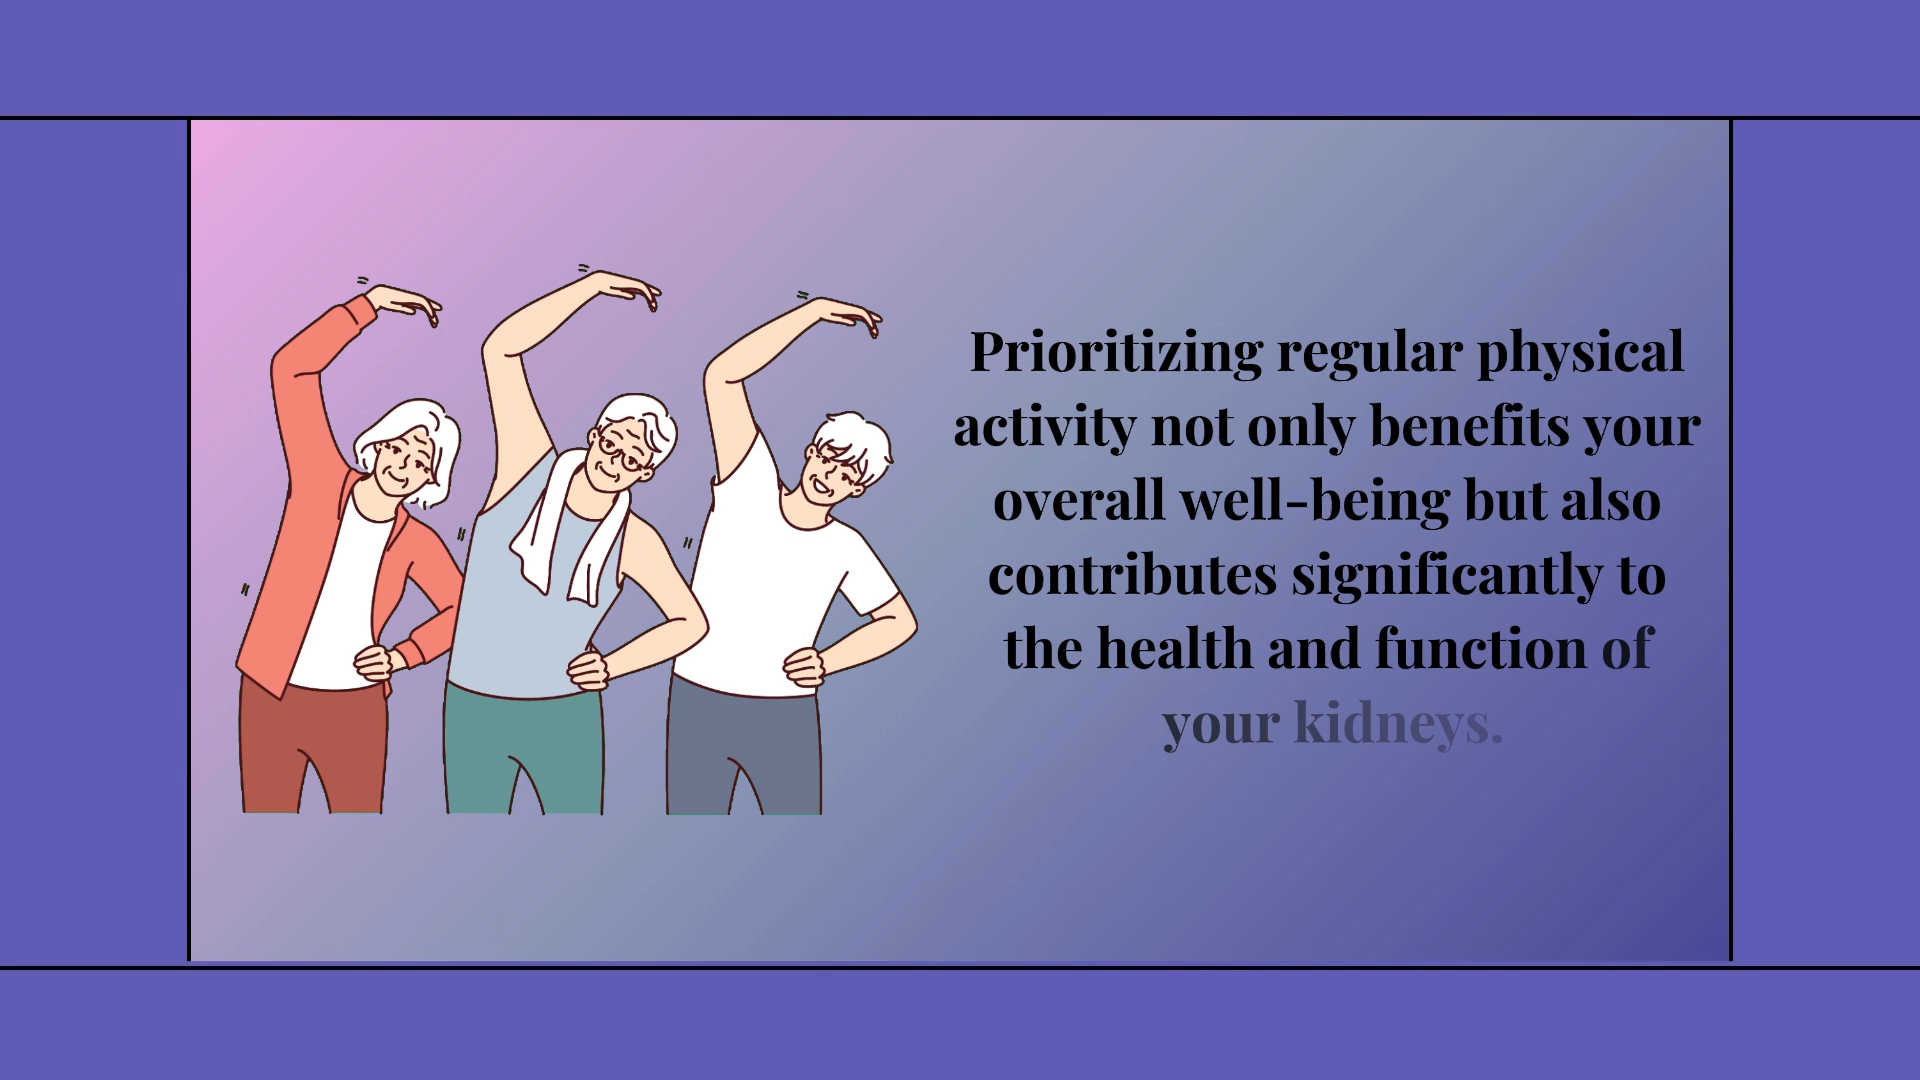 Prioritizing regular physical
activity not only benefits your
overall well-being but also
contributes significantly to
the health and function of
your kidneys.